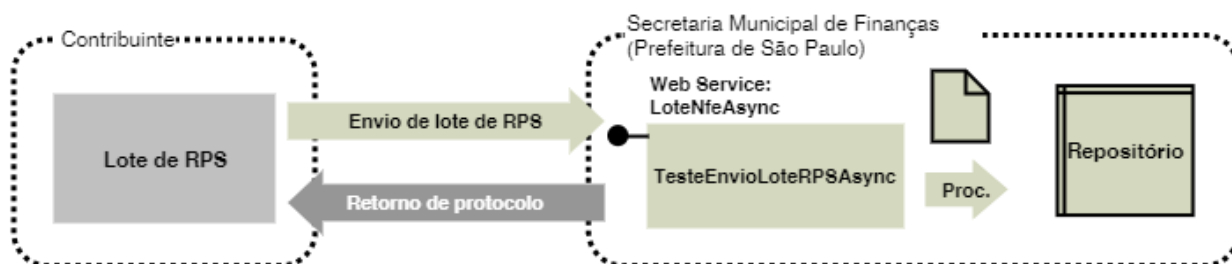 Contribuinte
Secretaria Municipal de Finanças
(Prefeitura de São Paulo)
Web Service:
LoteNfeAsync
Envio de lote de RPS
Lote de RPS
TesteEnvioLoteRPSAsync
Repositório
Proc.
Retorno de protocolo